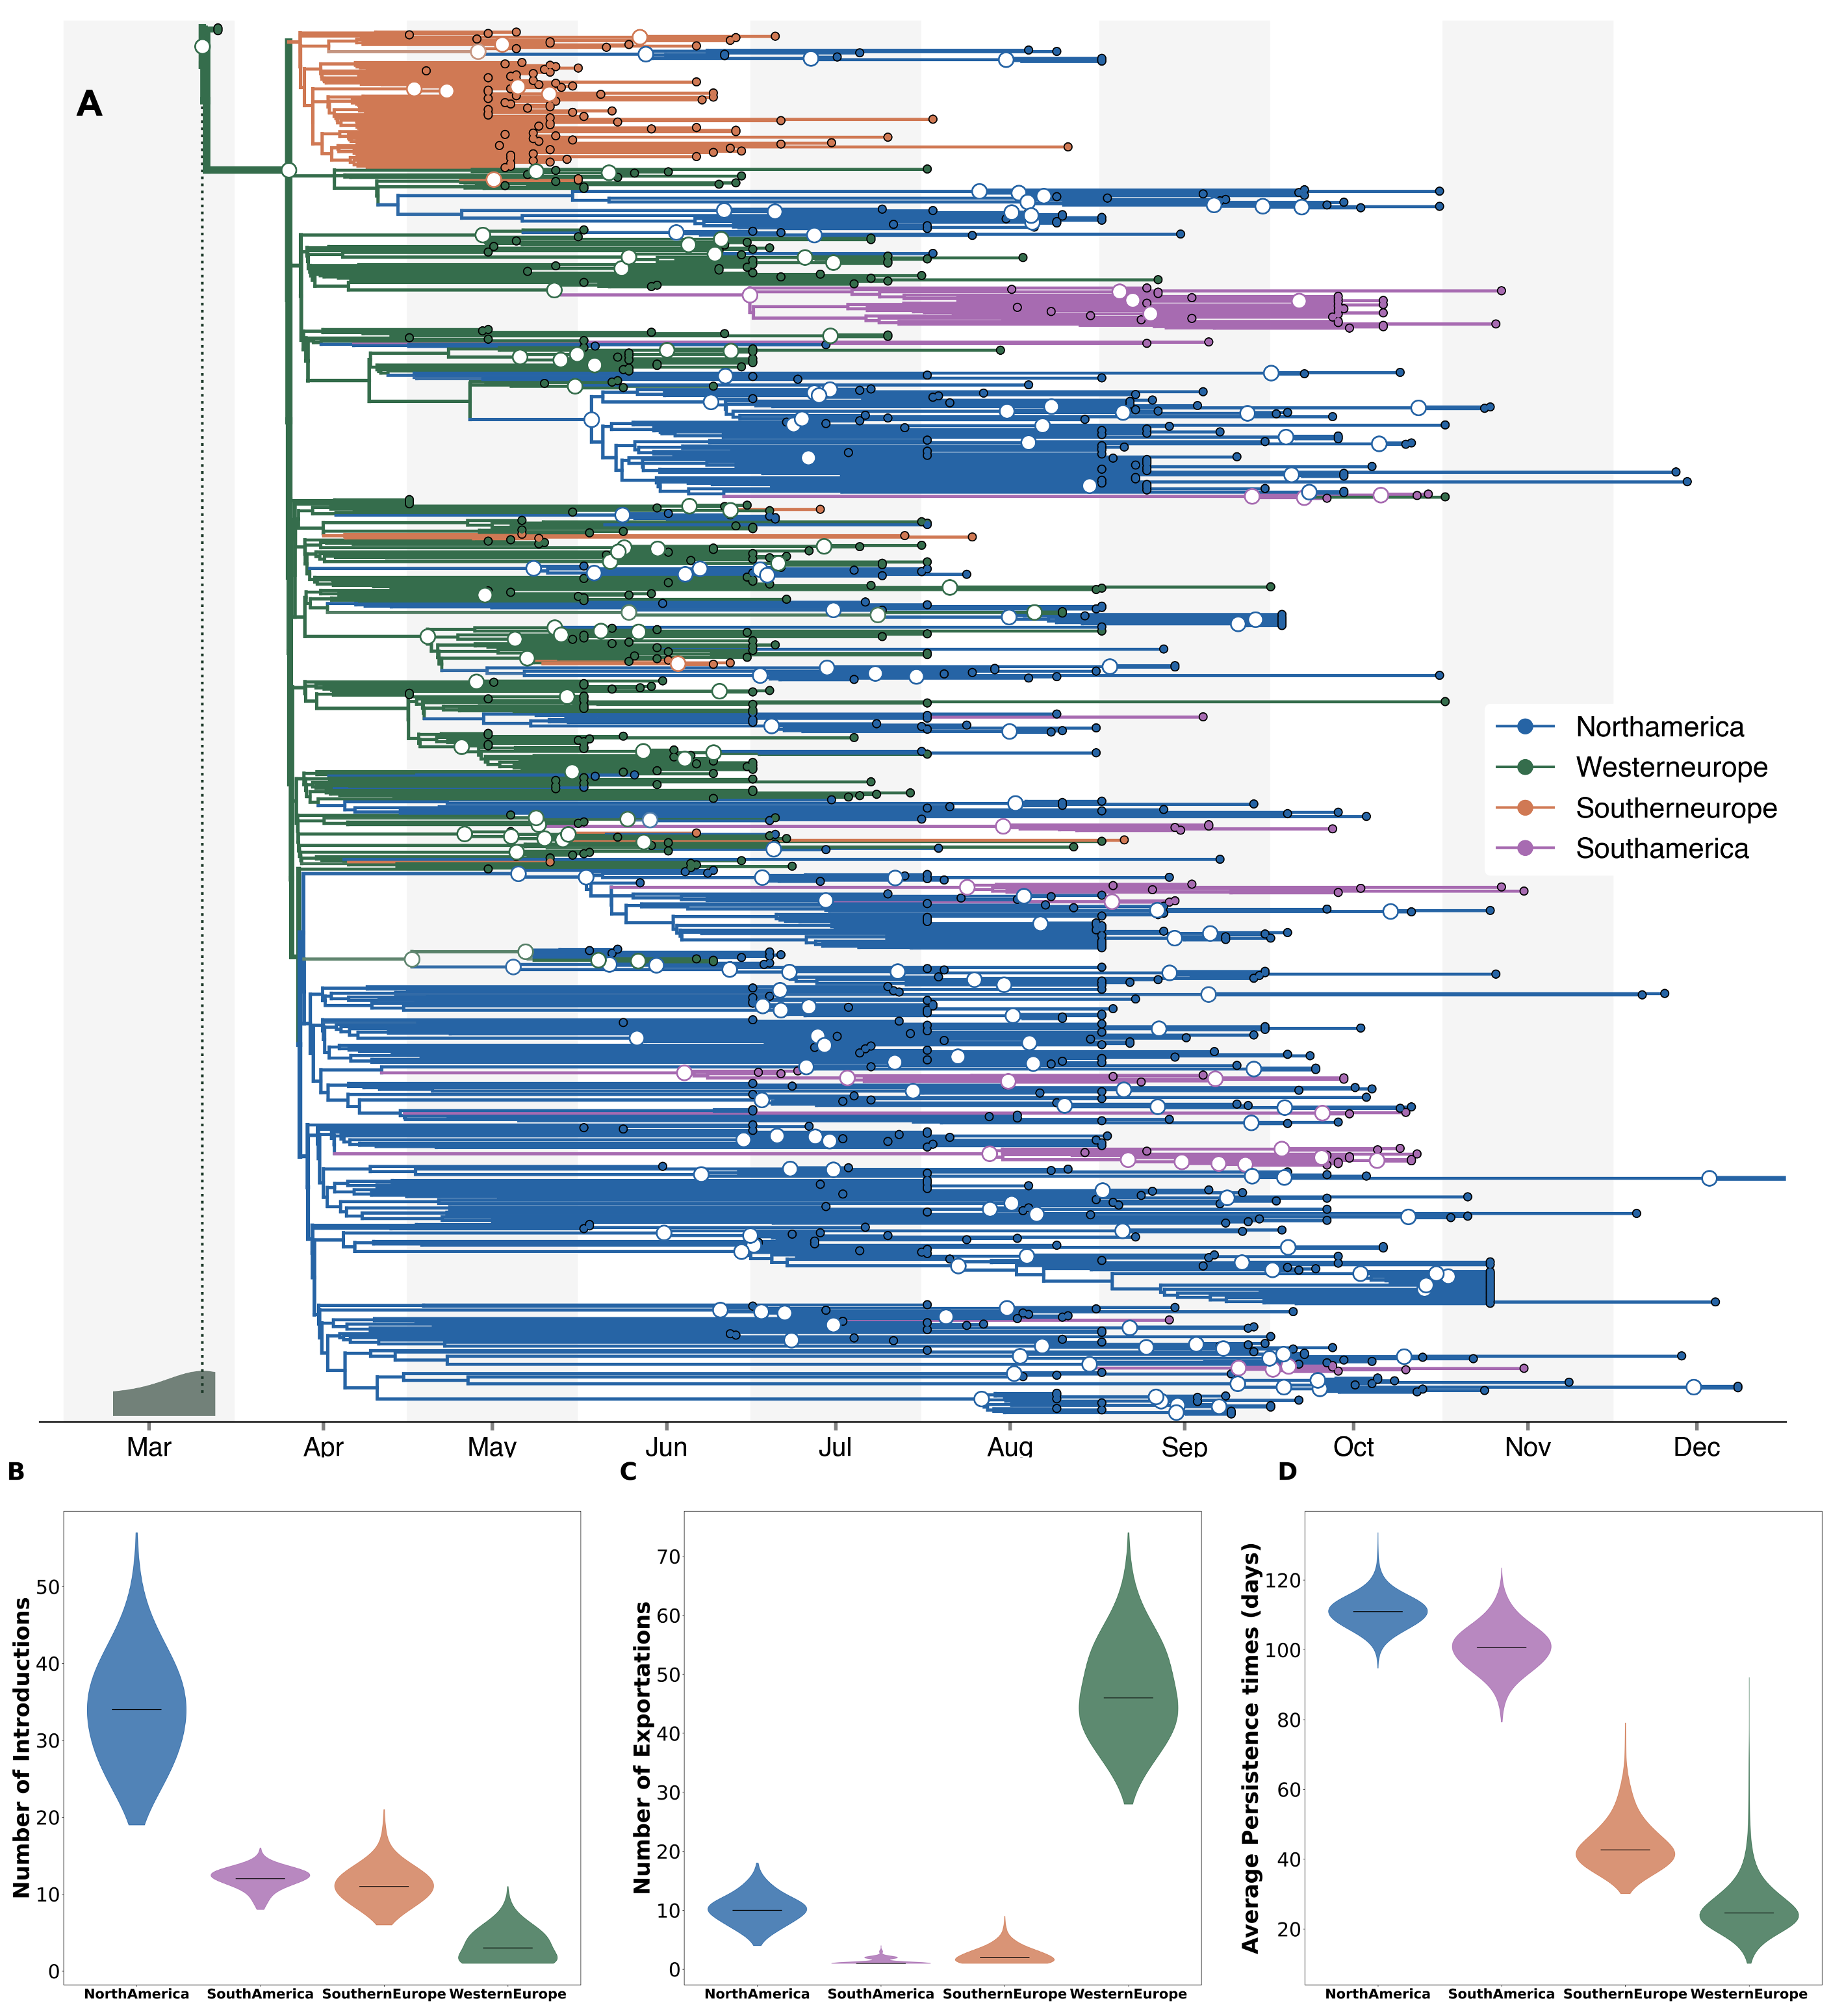 A
Northamerica
Westerneurope
Southerneurope
Southamerica
Mar Apr May Jun Jul Aug Sep Oct Nov Dec
B
Number of Introductions
50
40
30
20
10
0
NorthAmerica SouthAmerica SouthernEurope WesternEurope
C
Number of Exportations
70
60
50
40
30
20
10
0
NorthAmerica SouthAmerica SouthernEurope WesternEurope
D
Average Persistence times (days)
120
100
80
60
40
20
NorthAmerica SouthAmerica SouthernEurope WesternEurope